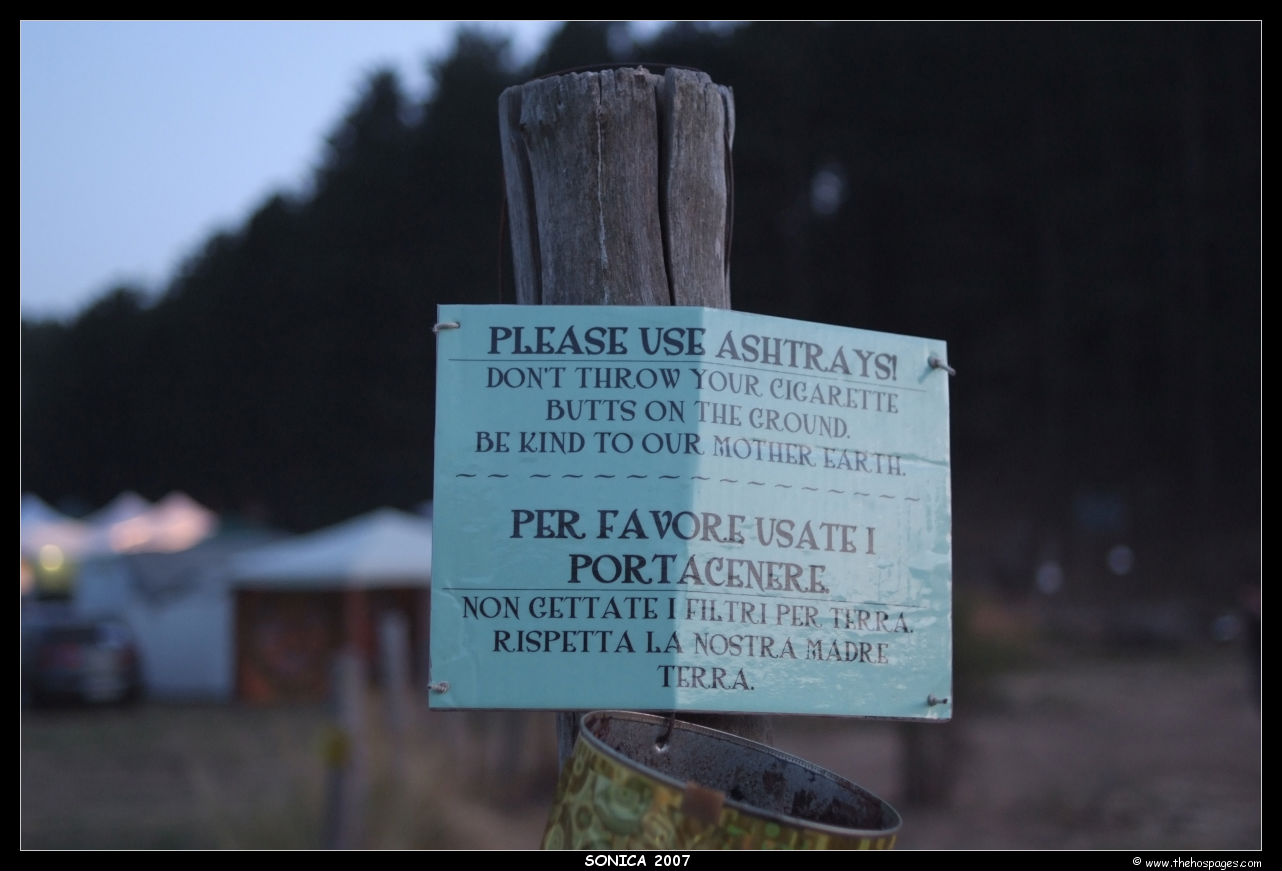 PLEASE USE ASHTRAYS!
DON'T THROW YOUR CIGARETTE
BUTTS ON THE GROUND.
BE KIND TO OUR MOTHER EARTH.
PER FAVORE USATE I
PORTACENERE.
NON GETTATE I FILTRI PER TERRA.
RISPETTA LA NOSTRA MADRE
TERRA.
SONICA 2007
© www.thehospages.com